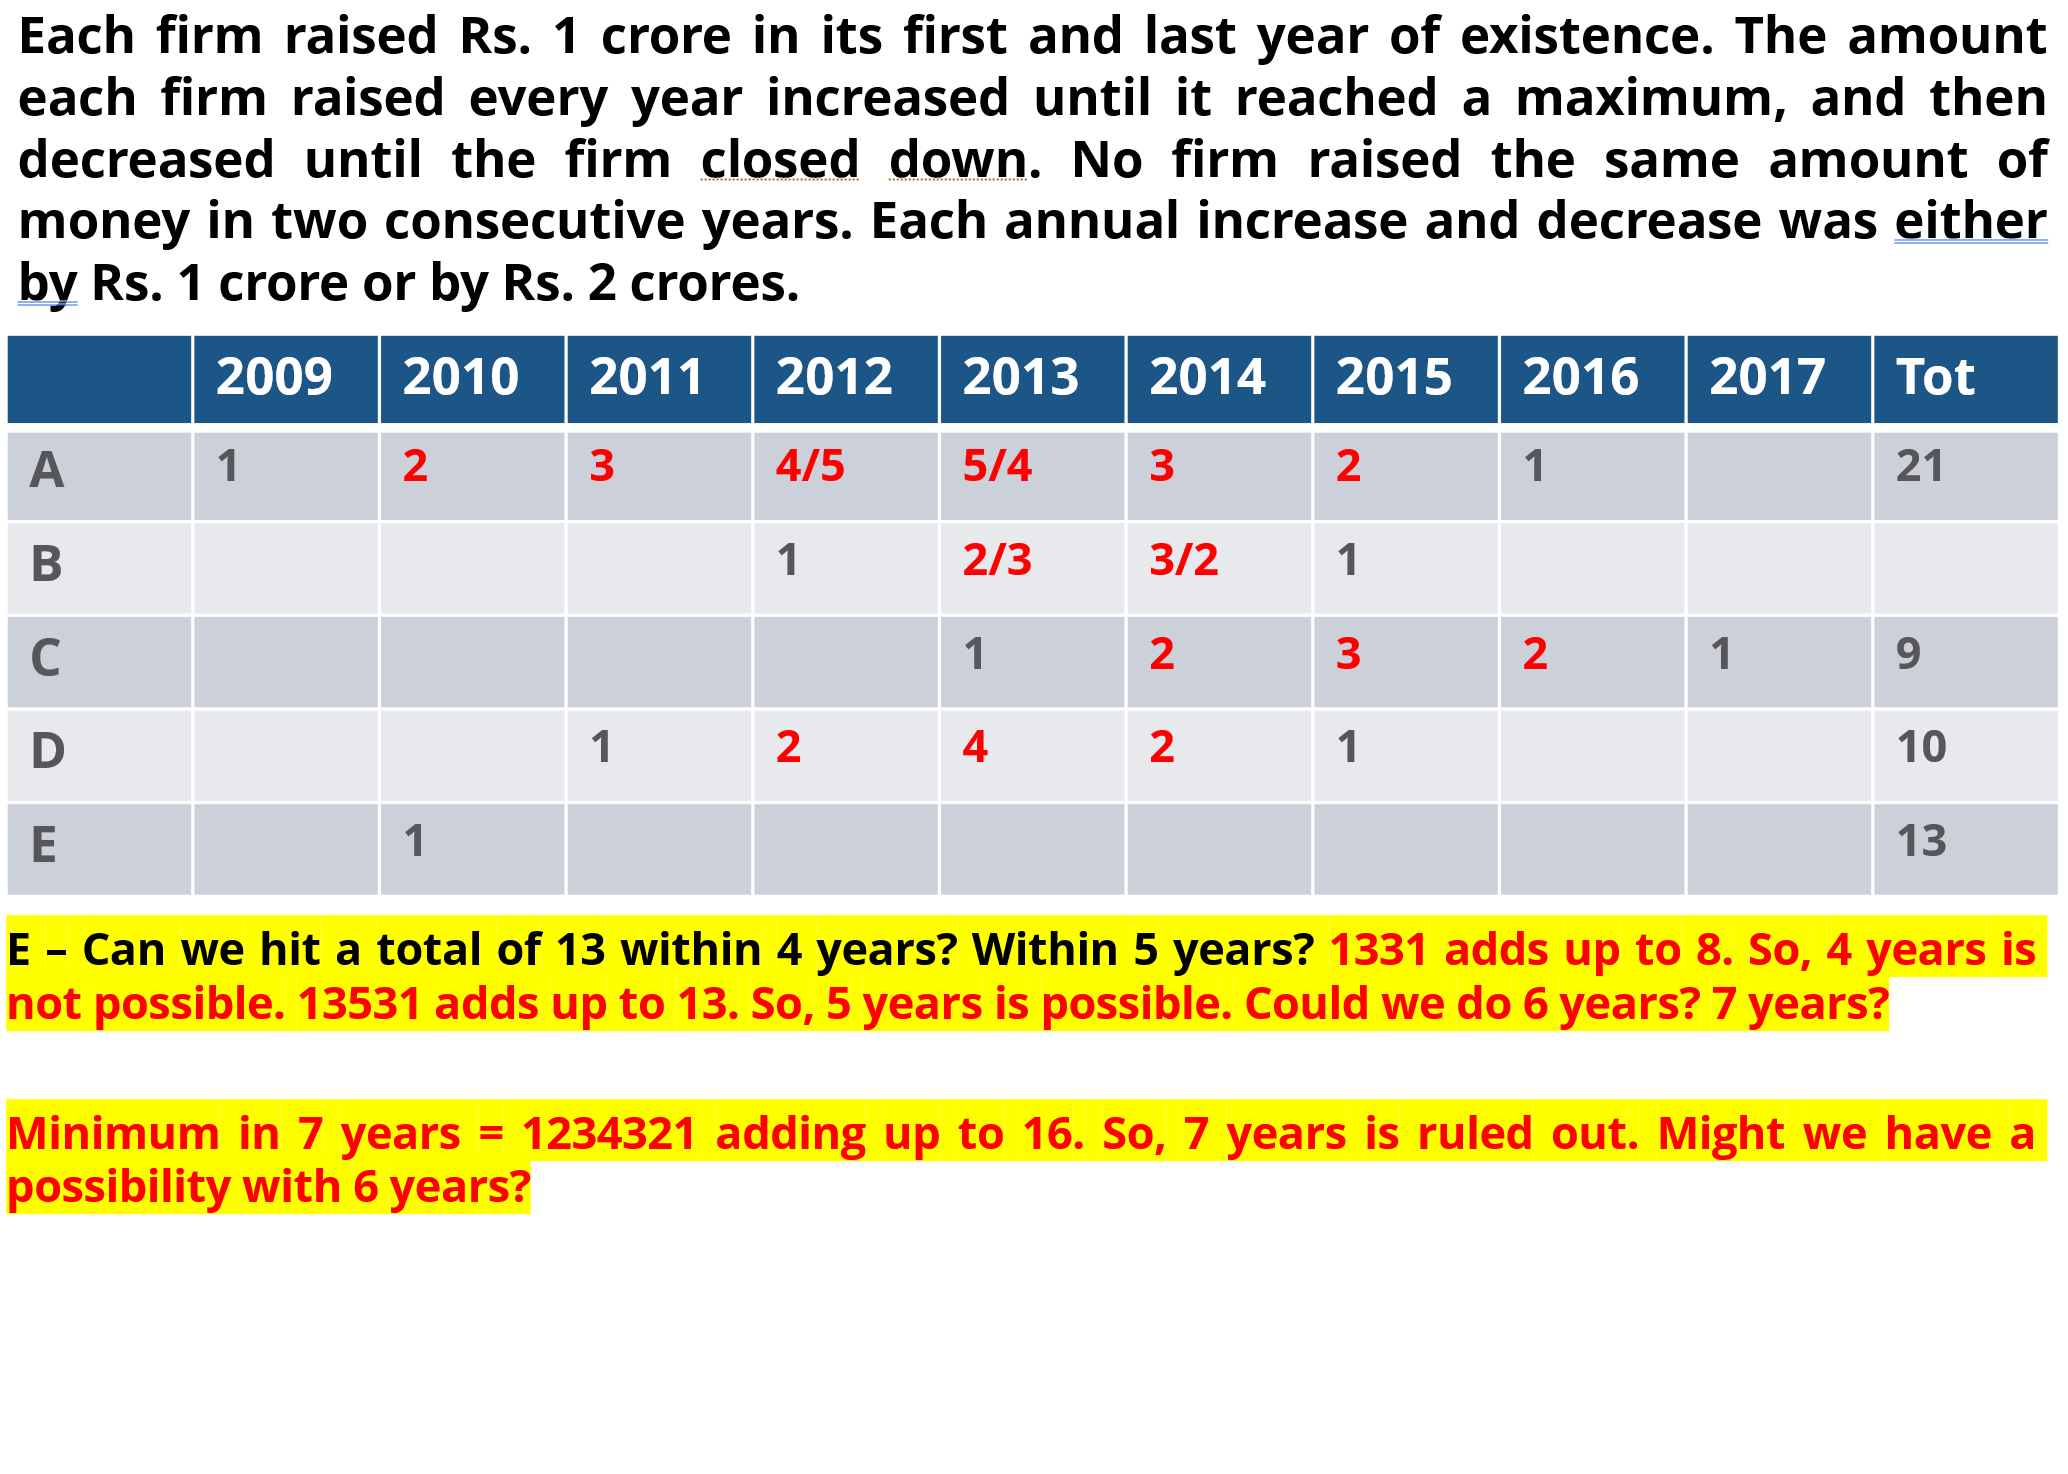 Each firm raised Rs. 1 crore in its first and last year of existence. The amount
each firm raised every year increased until it reached a maximum, and then
decreased until the firm closed down. No firm raised the same amount of
money in two consecutive years. Each annual increase and decrease was either
by Rs. 1 crore or by Rs. 2 crores.
2009 2010 2011 2012 2013 2014 2015 2016 2017 Tot
A 1 2 3 4/5 5/4 3 2 1 21
B 1 2/3 3/2 1
C 1 2 3 2 1 9
D 1 2 4 2 1 10
E 1 13
E – Can we hit a total of 13 within 4 years? Within 5 years? 1331 adds up to 8. So, 4 years is
not possible. 13531 adds up to 13. So, 5 years is possible. Could we do 6 years? 7 years?
Minimum in 7 years = 1234321 adding up to 16. So, 7 years is ruled out. Might we have a
possibility with 6 years?